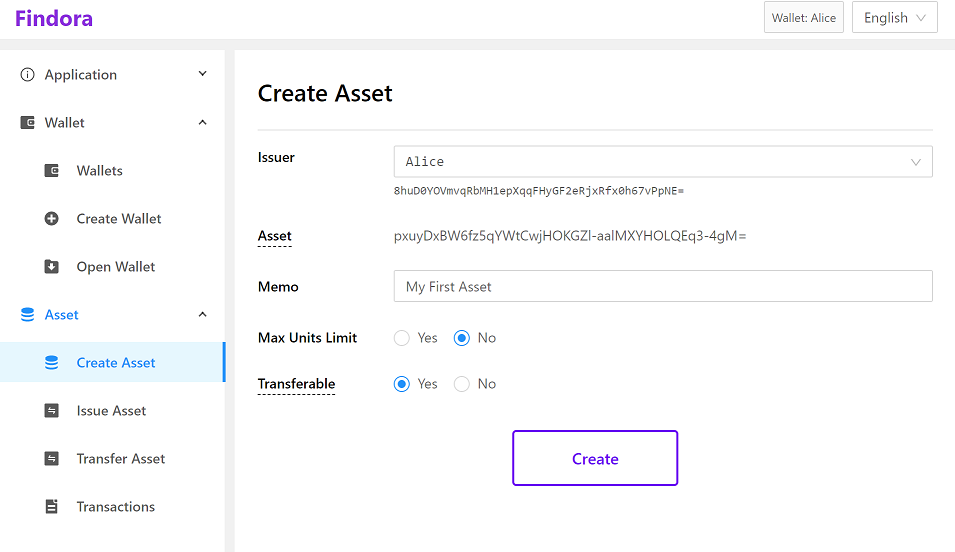 Findora
Wallet: Alice
English
Application
Wallet
Wallets
Create Wallet
Open Wallet
Asset
Create Asset
Issue Asset
Transfer Asset
Transactions
Create Asset
Issuer
Alice
8huD0YOVmvqRbMH1epXqqFHyGF2eRjxRfx0h67vPpNE=
Asset
pxuyDxBW6fz5qYWtCwjHOKGZl-aalMXYHOLQEq3-4gM=
Memo
My First Asset
Max Units Limit
Yes
No
Transferable
Yes
No
Create